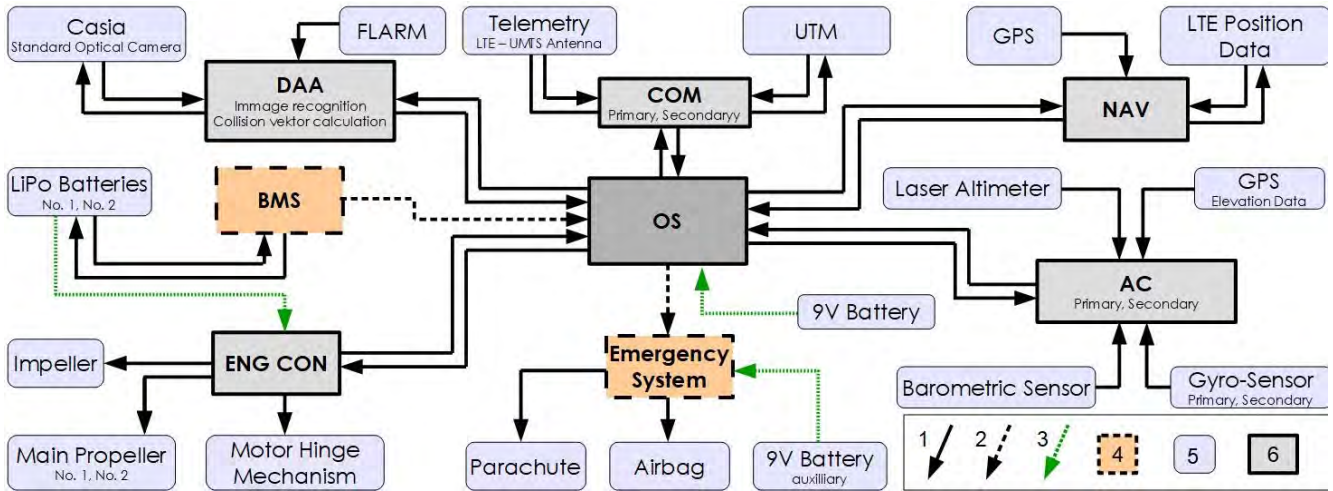 Casia
Standard Optical Camera
FLARM
Telemetry
LTE – UMTS Antenna
UTM
GPS
LTE Position
Data
DAA
Immage recognition
Collision vektor calculation
COM
Primary, Secondaryy
NAV
LiPo Batteries
No. 1, No. 2
BMS
OS
Laser Altimeter
GPS
Elevation Data
AC
Primary, Secondary
9V Battery
Impeller
ENG CON
Emergency
System
Barometric Sensor
Gyro-Sensor
Primary, Secondary
Main Propeller
No. 1, No. 2
Motor Hinge
Mechanism
Parachute
Airbag
9V Battery
auxilliary
1
2
3
4
5
6